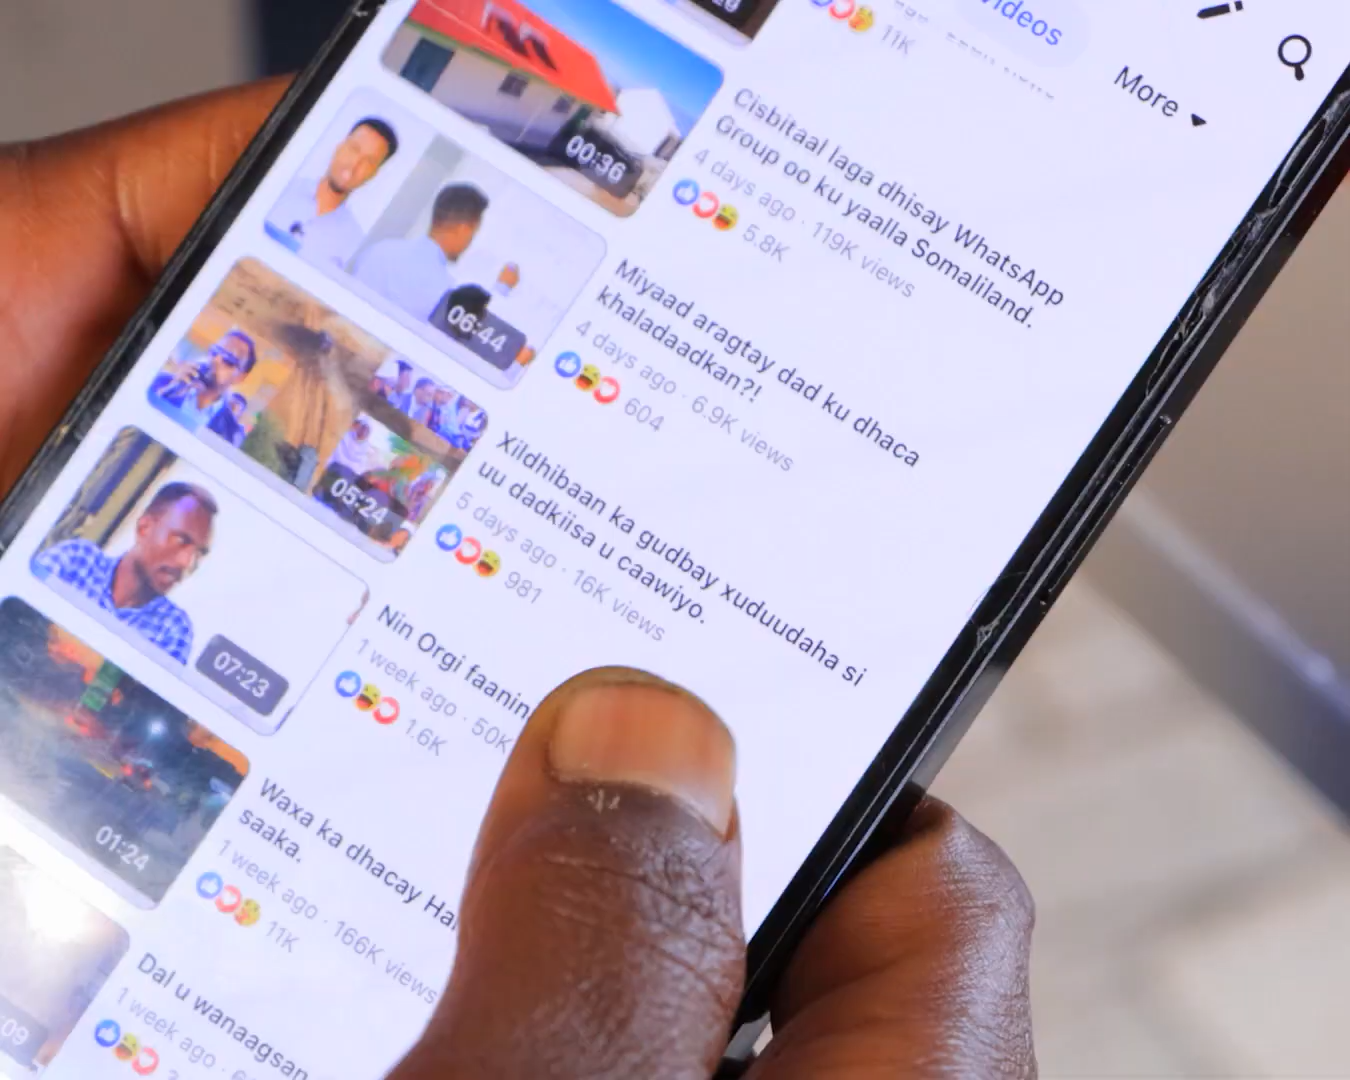 11K
videos
More
00:36
Cisbitaal laga dhisay WhatsApp
Group oo ku yaalla Somaliland.
4 days ago · 119K views
5.8K
06:44
Miyaad aragtay dad ku dhaca
khaladaadkan?!
4 days ago · 6.9K views
604
05:24
Xildhibaan ka gudbay xuduudaha si
uu dadkiisa u caawiyo.
5 days ago · 16K views
981
07:23
Nin Orgi faanin
1 week ago · 50K
1.6K
01:24
Waxa ka dhacay Har
saaka.
1 week ago · 166K views
11K
:09
Dal u wanaagsan
1 week ago · 6